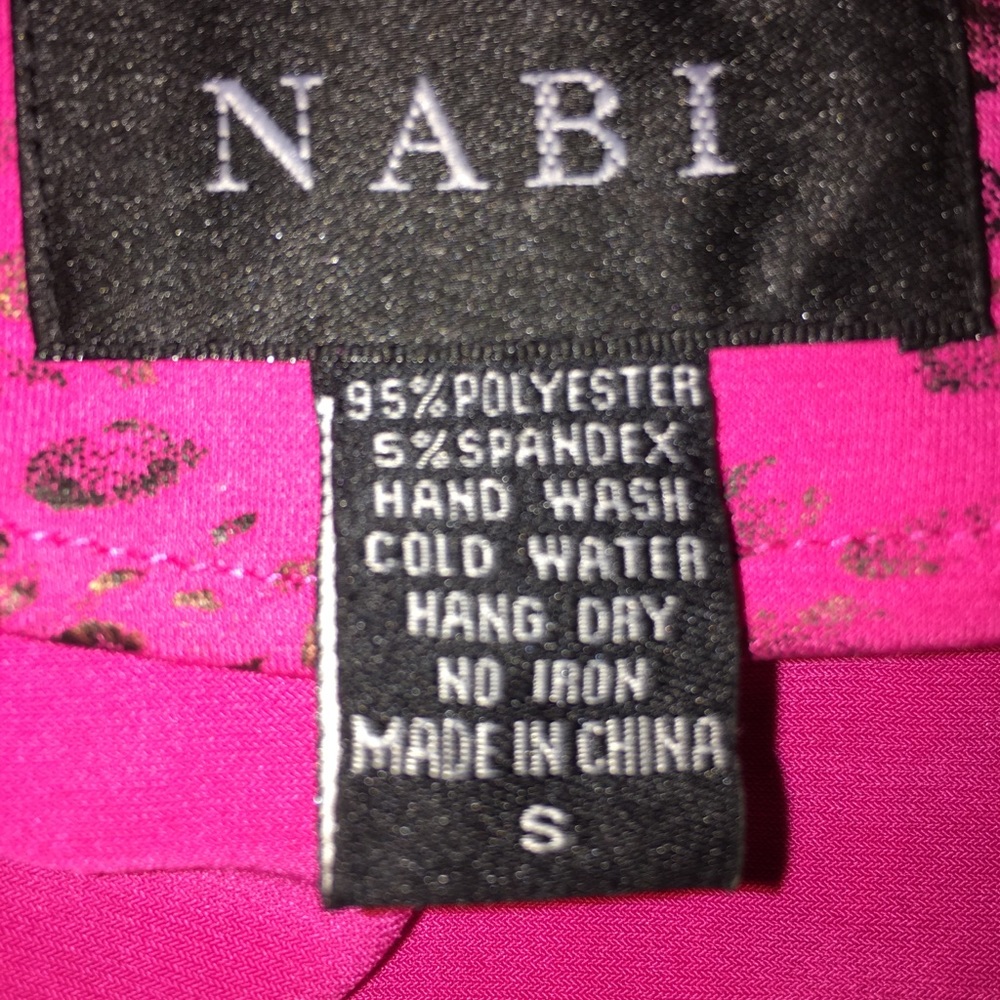 NABI
95%POLYESTER
5%SPANDEX
HAND WASH
COLD WATER
HANG DRY
NO IRON
MADE IN CHINA
S